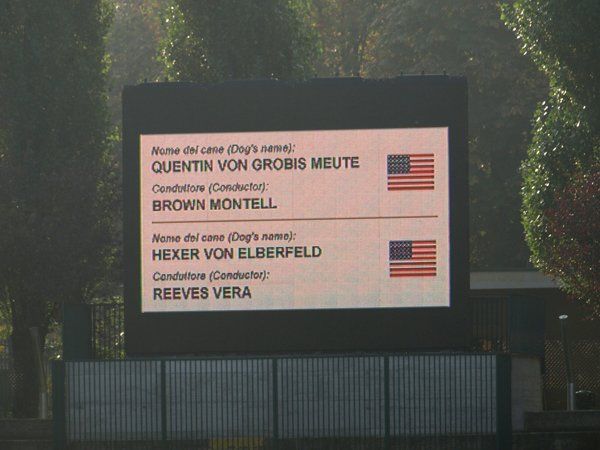 Nome del cane (Dog's name):
QUENTIN VON GROBIS MEUTE
Conduttore (Conductor):
BROWN MONTELL
Nome del cane (Dog's name):
HEXER VON ELBERFELD
Conduttore (Conductor):
REEVES VERA